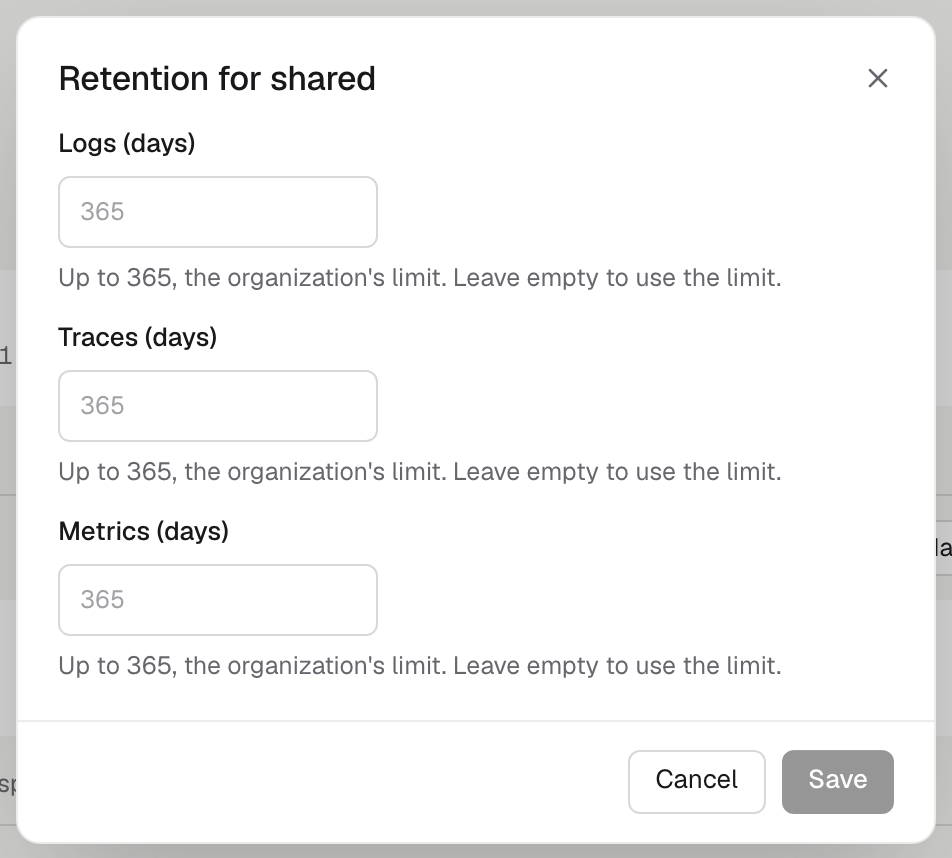 Retention for shared
Logs (days)
365
Up to 365, the organization's limit. Leave empty to use the limit.
Traces (days)
365
Up to 365, the organization's limit. Leave empty to use the limit.
Metrics (days)
365
Up to 365, the organization's limit. Leave empty to use the limit.
Cancel Save